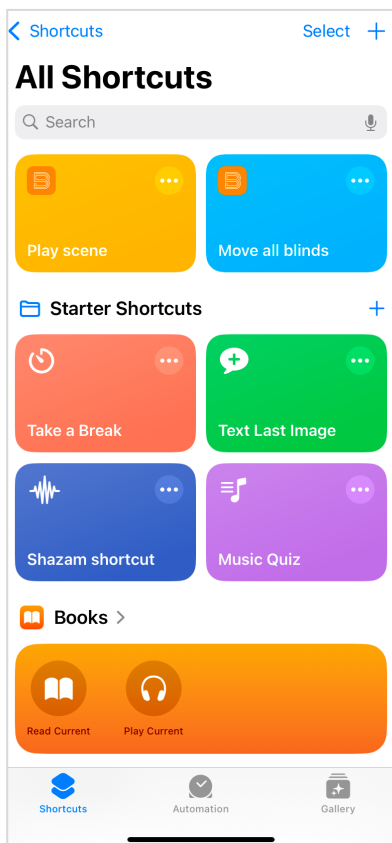 Shortcuts
Select
All Shortcuts
Search
B
B
Play scene
Move all blinds
Starter Shortcuts
Take a Break
Text Last Image
Shazam shortcut
Music Quiz
Books
Read Current
Play Current
Shortcuts
Automation
Gallery